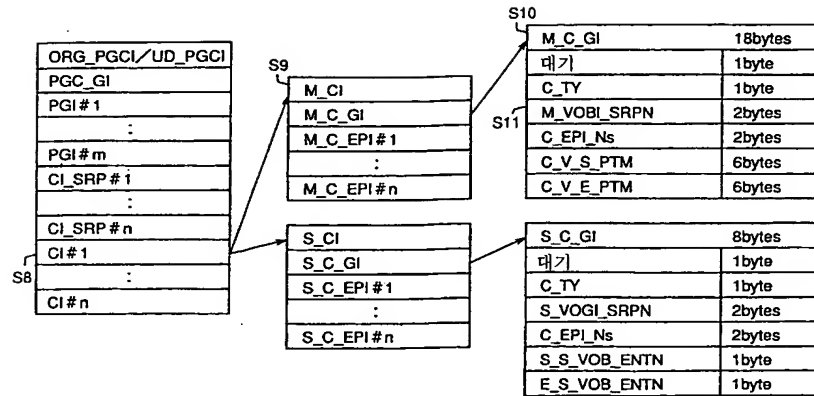 ORG_PGCI/UD_PGCI
PGC_GI
PGI#1
:
PGI#m
CI_SRP#1
:
CI_SRP#n
S8
CI#1
:
CI#n
S9
M_CI
M_C_GI
M_C_EPI#1
:
M_C_EPI#n
S_CI
S_C_GI
S_C_EPI#1
:
S_C_EPI#n
S10
M_C_GI 18bytes
대기 1byte
C_TY 1byte
S11
M_VOBI_SRPN 2bytes
C_EPI_Ns 2bytes
C_V_S_PTM 6bytes
C_V_E_PTM 6bytes
S_C_GI 8bytes
대기 1byte
C_TY 1byte
S_VOGI_SRPN 2bytes
C_EPI_Ns 2bytes
S_S_VOB_ENTN 1byte
E_S_VOB_ENTN 1byte